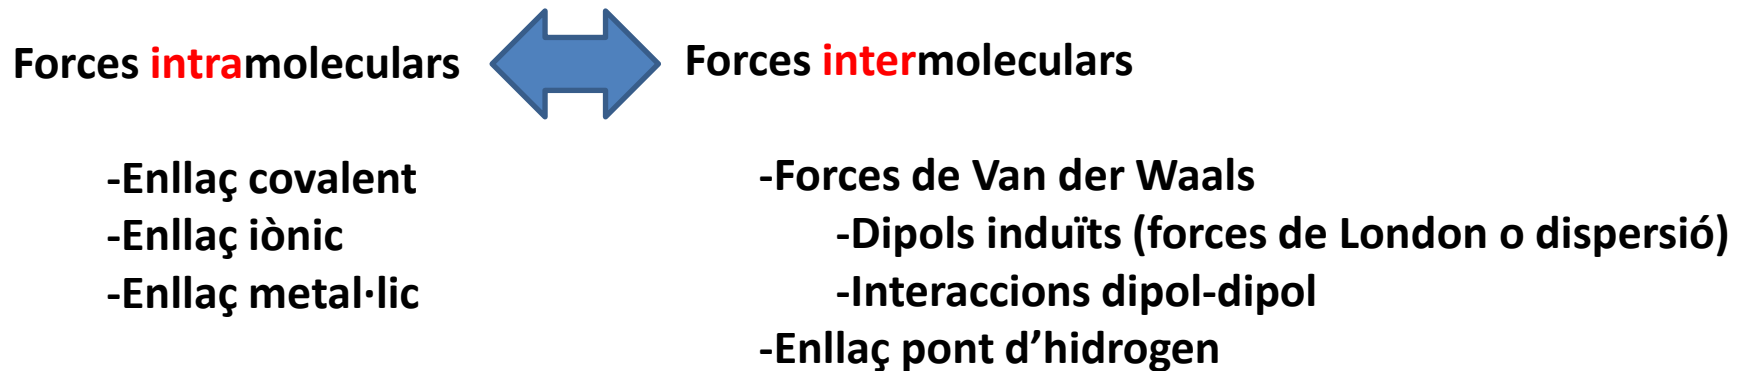 Forces intramoleculars
-Enllaç covalent
-Enllaç iònic
-Enllaç metal·lic
Forces intermoleculars
-Forces de Van der Waals
-Dipols induïts (forces de London o dispersió)
-Interaccions dipol-dipol
-Enllaç pont d’hidrogen